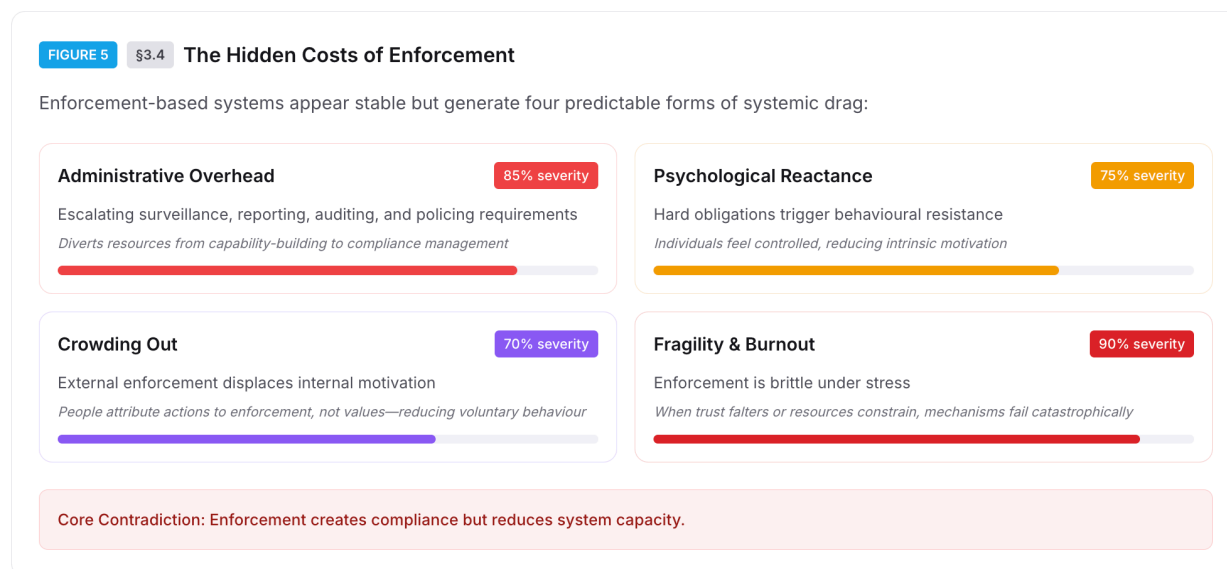 FIGURE 5 §3.4 The Hidden Costs of Enforcement
Enforcement-based systems appear stable but generate four predictable forms of systemic drag:
Administrative Overhead
85% severity
Escalating surveillance, reporting, auditing, and policing requirements
Diverts resources from capability-building to compliance management
Psychological Reactance
75% severity
Hard obligations trigger behavioural resistance
Individuals feel controlled, reducing intrinsic motivation
Crowding Out
70% severity
External enforcement displaces internal motivation
People attribute actions to enforcement, not values—reducing voluntary behaviour
Fragility & Burnout
90% severity
Enforcement is brittle under stress
When trust falters or resources constrain, mechanisms fail catastrophically
Core Contradiction: Enforcement creates compliance but reduces system capacity.